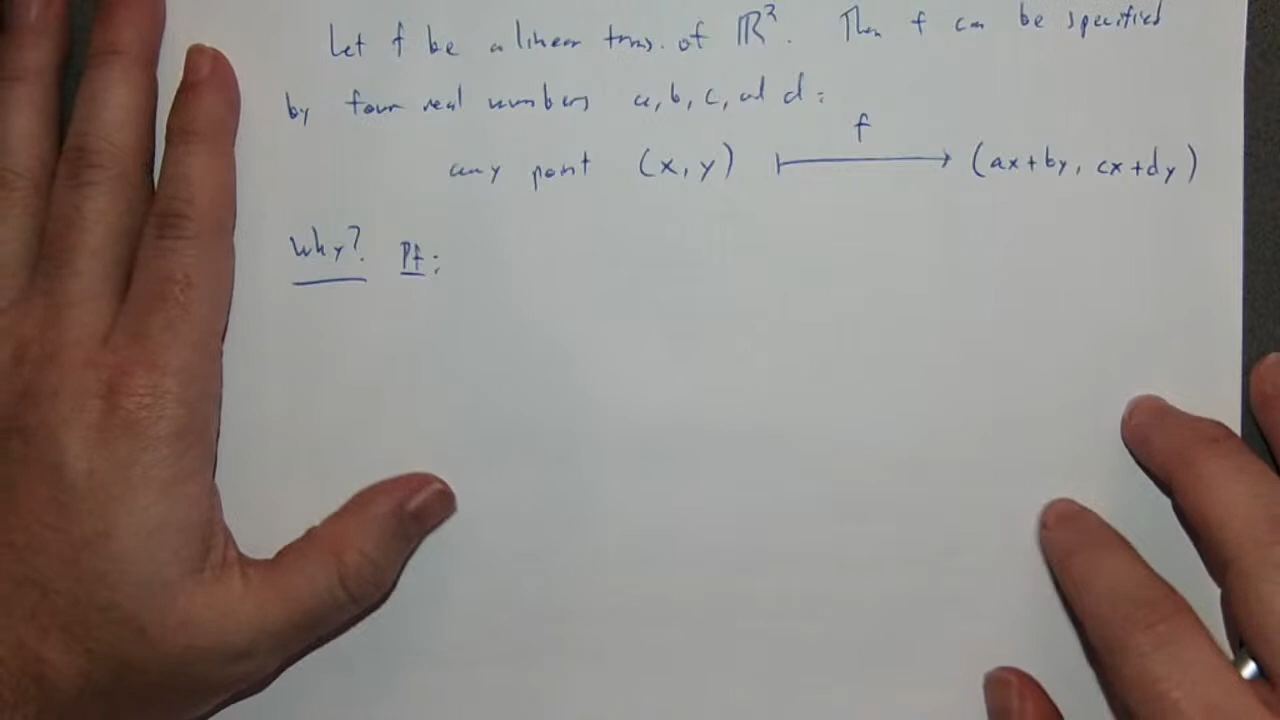 Let f be a linear trans. of ℝ². Then f can be specified
by four real numbers a, b, c, and d:
any point (x, y) ⟼ (ax+by, cx+dy)
f
Why? Pf: